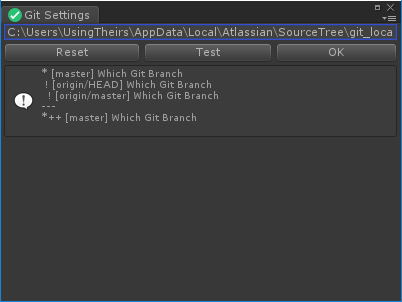 Git Settings
C:\Users\UsingTheirs\AppData\Local\Atlassian\SourceTree\git_loca
Reset Test OK
* [master] Which Git Branch
! [origin/HEAD] Which Git Branch
! [origin/master] Which Git Branch
---
*++ [master] Which Git Branch